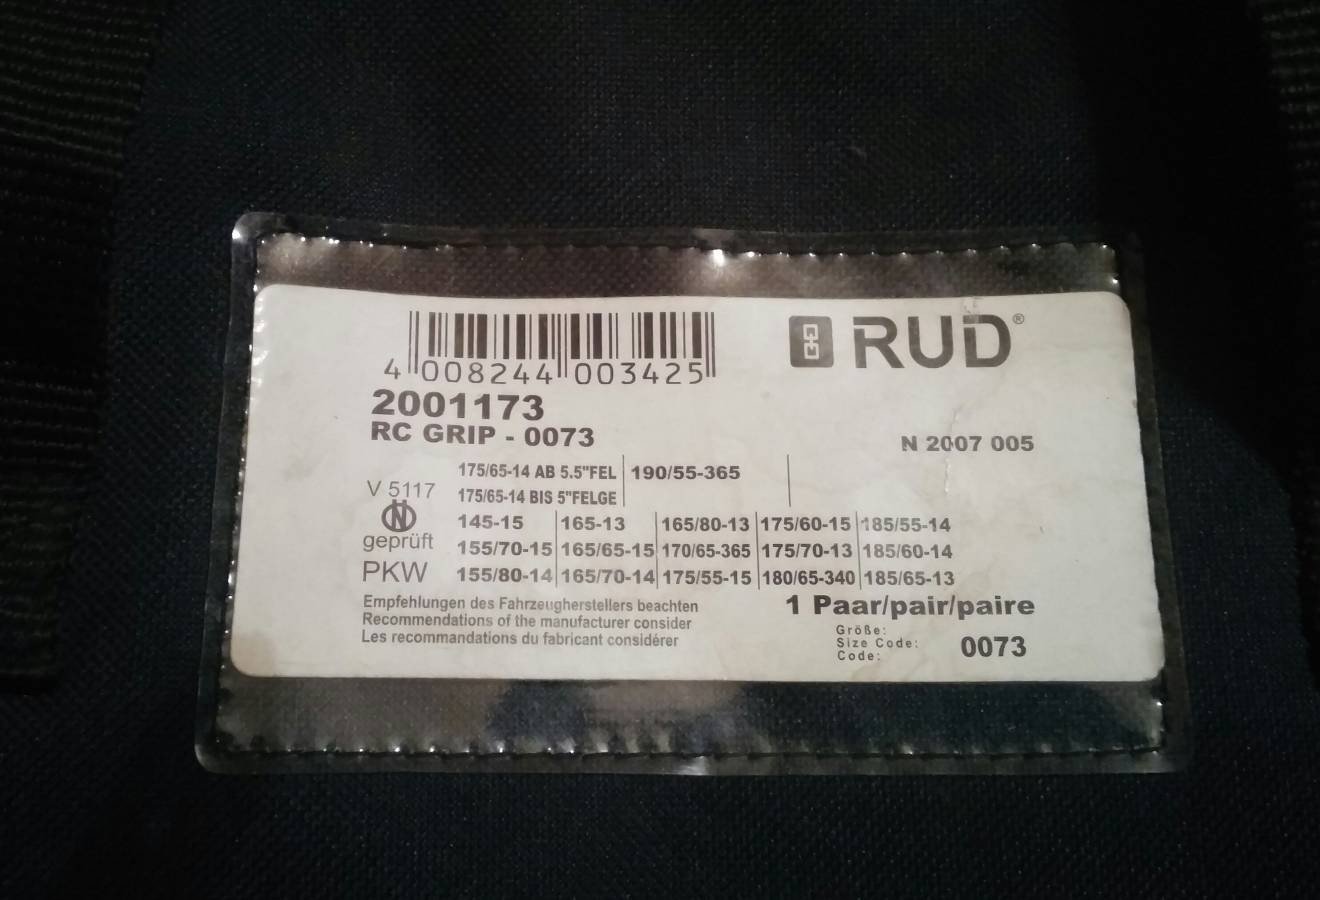 4 008244 003425
RUD®
2001173
RC GRIP - 0073
N 2007 005
175/65-14 AB 5.5"FEL 190/55-365
175/65-14 BIS 5"FELGE
V 5117
geprüft
PKW
145-15 165-13 165/80-13 175/60-15 185/55-14
155/70-15 165/65-15 170/65-365 175/70-13 185/60-14
155/80-14 165/70-14 175/55-15 180/65-340 185/65-13
Empfehlungen des Fahrzeugherstellers beachten
Recommendations of the manufacturer consider
Les recommandations du fabricant considérer
1 Paar/pair/paire
Größe:
Size Code: 0073
Code: